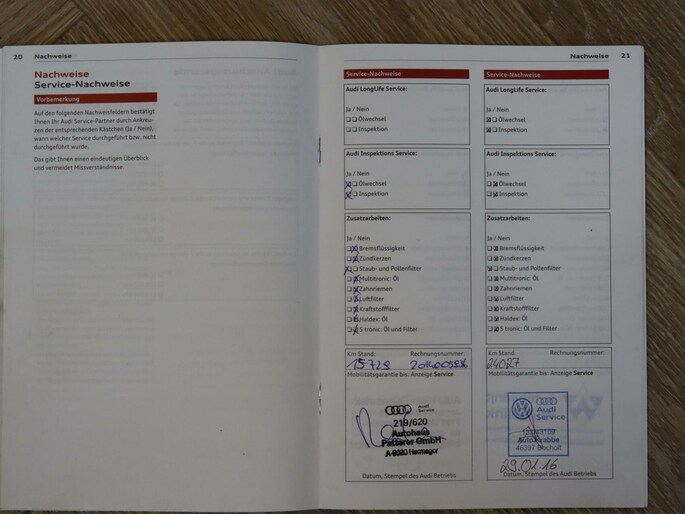 20 Nachweise
Nachweise
Service-Nachweise
Vorbemerkung
Auf den folgenden Nachweisfeldern bestätigt
Ihnen Ihr Audi Service-Partner durch Ankreu-
zen der entsprechenden Kästchen (Ja / Nein),
wann welcher Service durchgeführt bzw. nicht
durchgeführt wurde.
Das gibt Ihnen einen eindeutigen Überblick
und vermeidet Missverständnisse.
Nachweise 21
Service-Nachweise
Audi LongLife Service:
Ja / Nein
Ölwechsel
Inspektion
Audi Inspektions Service:
Ja / Nein
Ölwechsel
Inspektion
Zusatzarbeiten:
Ja / Nein
Bremsflüssigkeit
Zündkerzen
Staub- und Pollenfilter
Multitronic: Öl
Zahnriemen
Luftfilter
Kraftstofffilter
Haldex: Öl
S tronic: Öl und Filter
Km Stand: Rechnungsnummer:
15729
Mobilitätsgarantie bis: Anzeige Service
Audi
Service
219/620
Autohaus
Patterer GmbH
A-9620 Hermagor
Datum, Stempel des Audi Betriebs
Service-Nachweise
Audi LongLife Service:
Ja / Nein
Ölwechsel
Inspektion
Audi Inspektions Service:
Ja / Nein
Ölwechsel
Inspektion
Zusatzarbeiten:
Ja / Nein
Bremsflüssigkeit
Zündkerzen
Staub- und Pollenfilter
Multitronic: Öl
Zahnriemen
Luftfilter
Kraftstofffilter
Haldex: Öl
S tronic: Öl und Filter
Km Stand: Rechnungsnummer:
24027
Mobilitätsgarantie bis: Anzeige Service
Audi
Service
46397 Bocholt
29.01.16
Datum, Stempel des Audi Betriebs